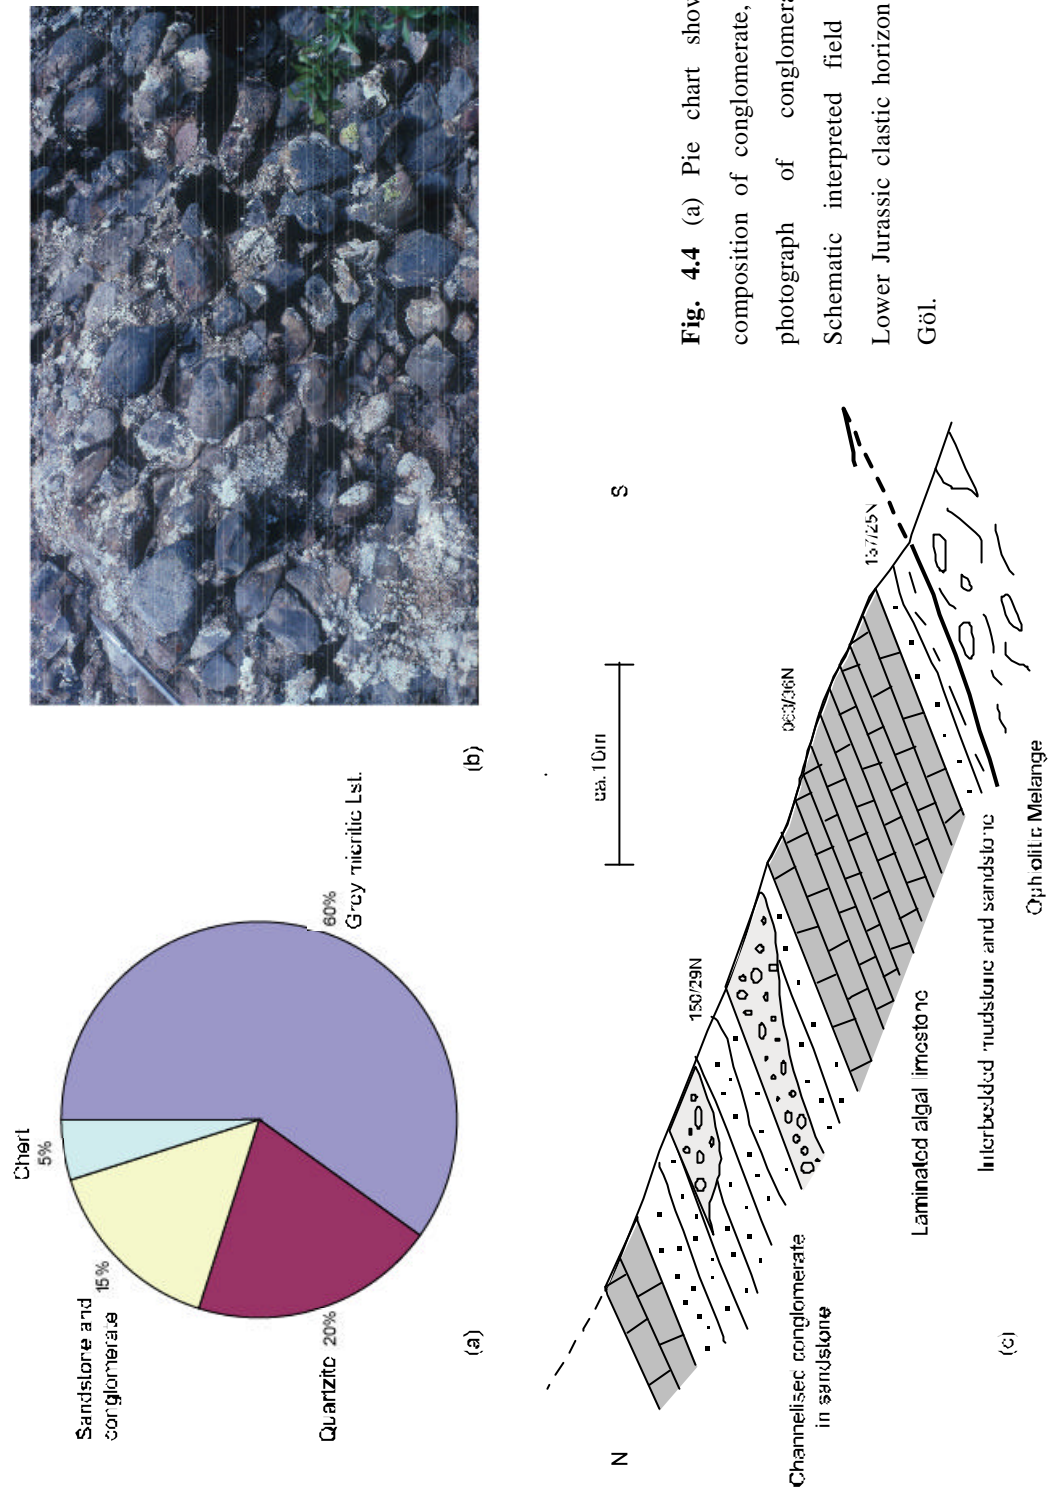 Chert
5%
Sandstone and
conglomerate
15%
Quartzite 20%
60%
Grey micritic Lst.
(a)
(b)
N
S
ca.10m
150/29N
063/36N
137/25N
Channelised conglomerate
in sandstone
Laminated algal limestone
Interbedded mudstone and sandstone
Ophiolitic Melange
(c)
Fig. 4.4 (a) Pie chart show
composition of conglomerate,
photograph of conglomera
Schematic interpreted field
Lower Jurassic clastic horizon
Göl.